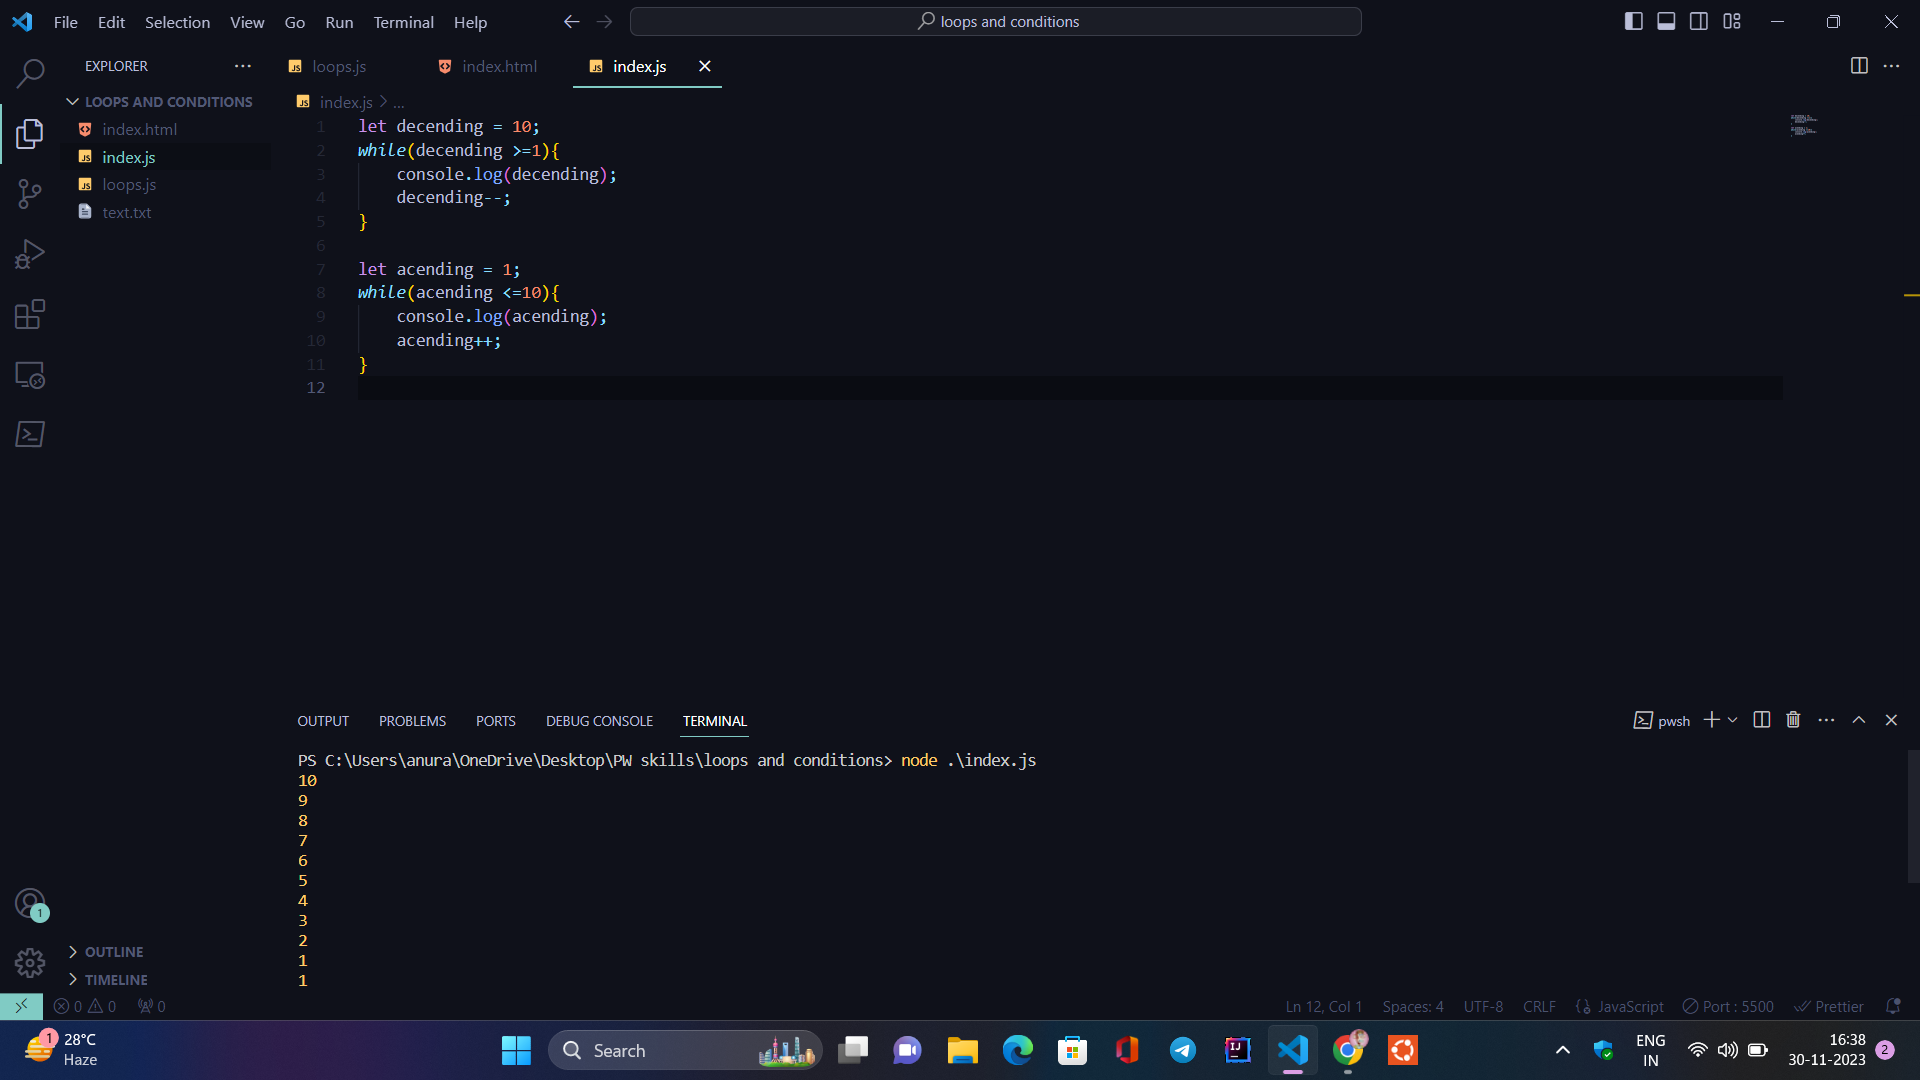 File Edit Selection View Go Run Terminal Help
loops and conditions
EXPLORER
loops.js
index.html
index.js
LOOPS AND CONDITIONS
index.html
index.js
loops.js
text.txt
index.js > ...
1 let decending = 10;
2 while(decending >=1){
3 console.log(decending);
4 decending--;
5 }
6
7 let acending = 1;
8 while(acending <=10){
9 console.log(acending);
10 acending++;
11 }
12
OUTPUT PROBLEMS PORTS DEBUG CONSOLE TERMINAL
pwsh
PS C:\Users\anura\OneDrive\Desktop\PW skills\loops and conditions> node .\index.js
10
9
8
7
6
5
4
3
2
1
1
1
OUTLINE
TIMELINE
0 0 0
Ln 12, Col 1 Spaces: 4 UTF-8 CRLF {} JavaScript Port : 5500 Prettier
1
28°C
Haze
Search
ENG
IN
16:38
30-11-2023
2